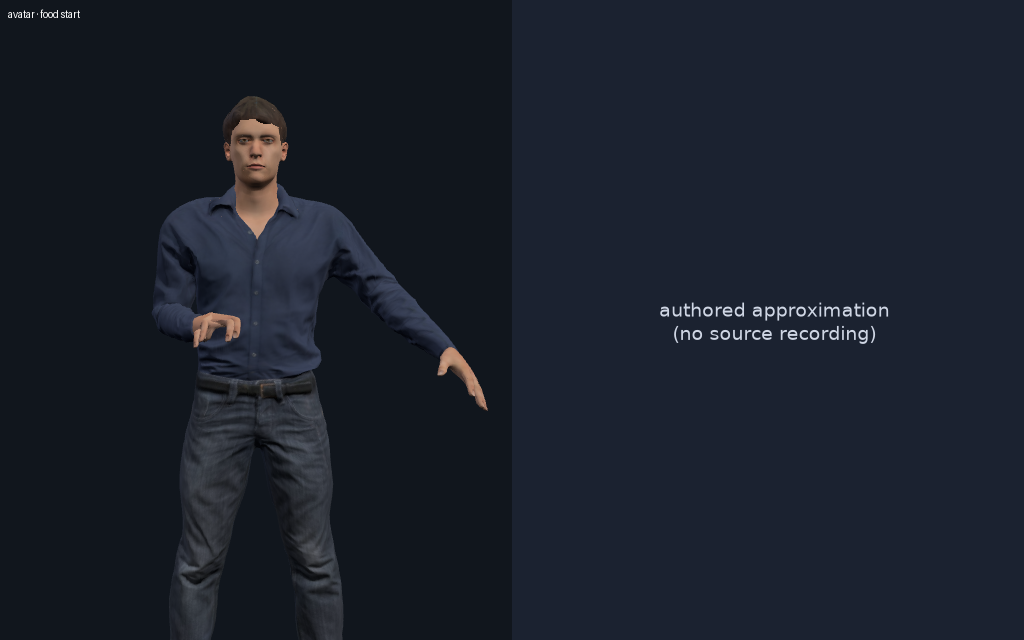 avatar · food start
authored approximation
(no source recording)